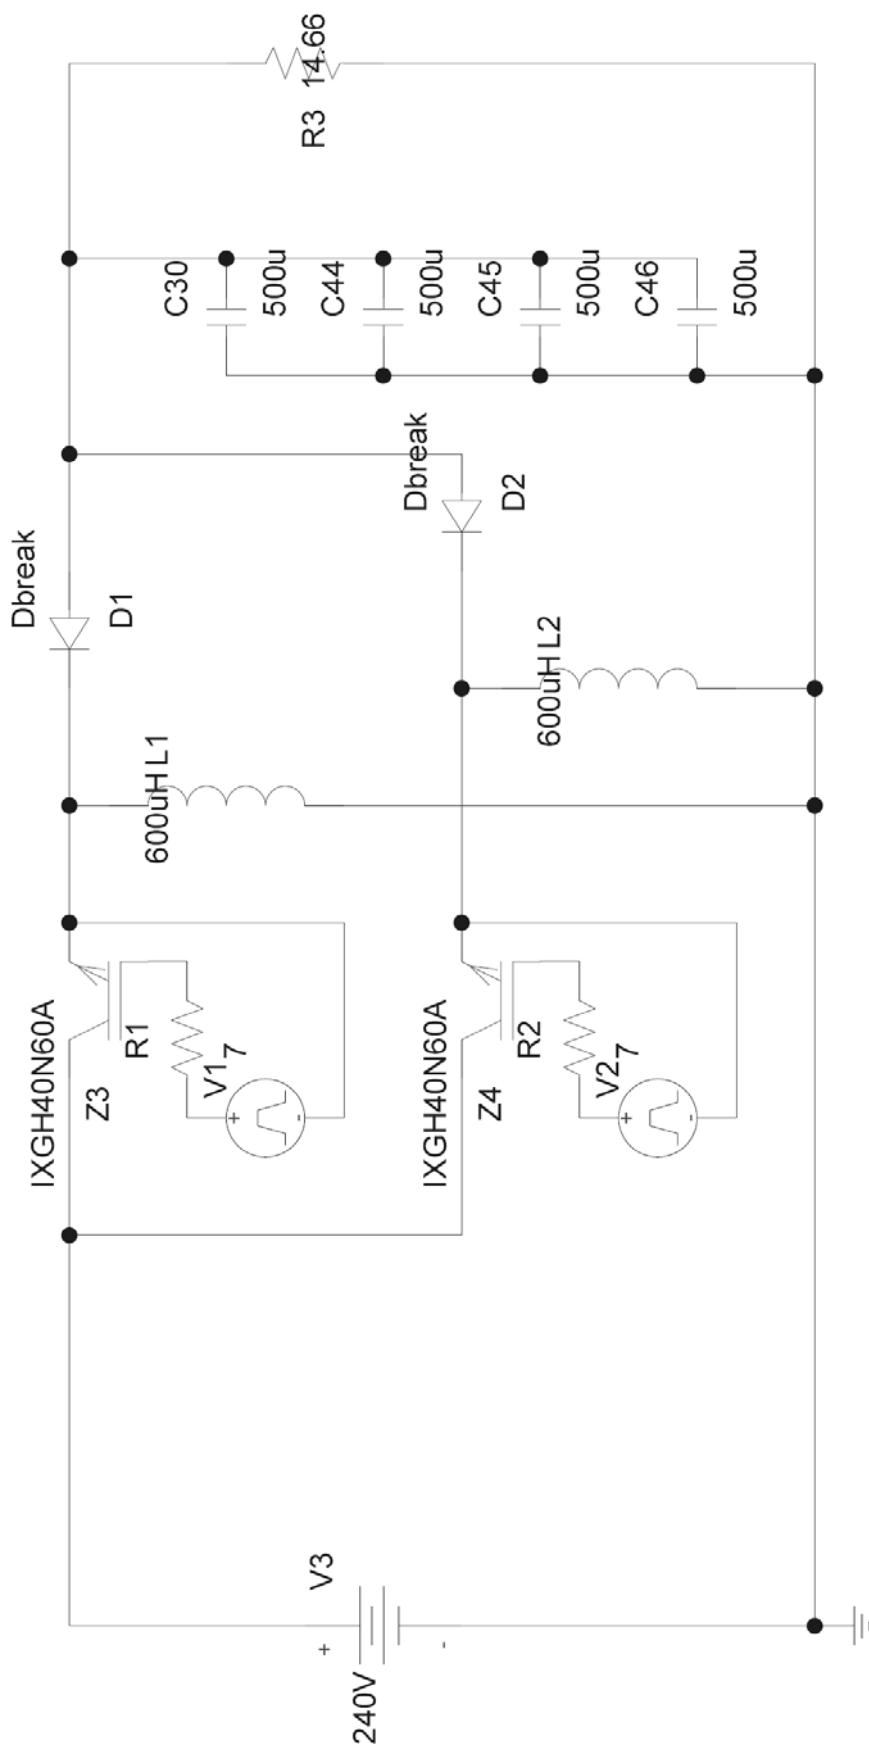 V3
240V
+
-
IXGH40N60A
Z3
R1
7
V1
+
-
IXGH40N60A
Z4
R2
7
V2
+
-
600uH
L1
600uH
L2
Dbreak
D1
Dbreak
D2
C30
500u
C44
500u
C45
500u
C46
500u
14.66
R3